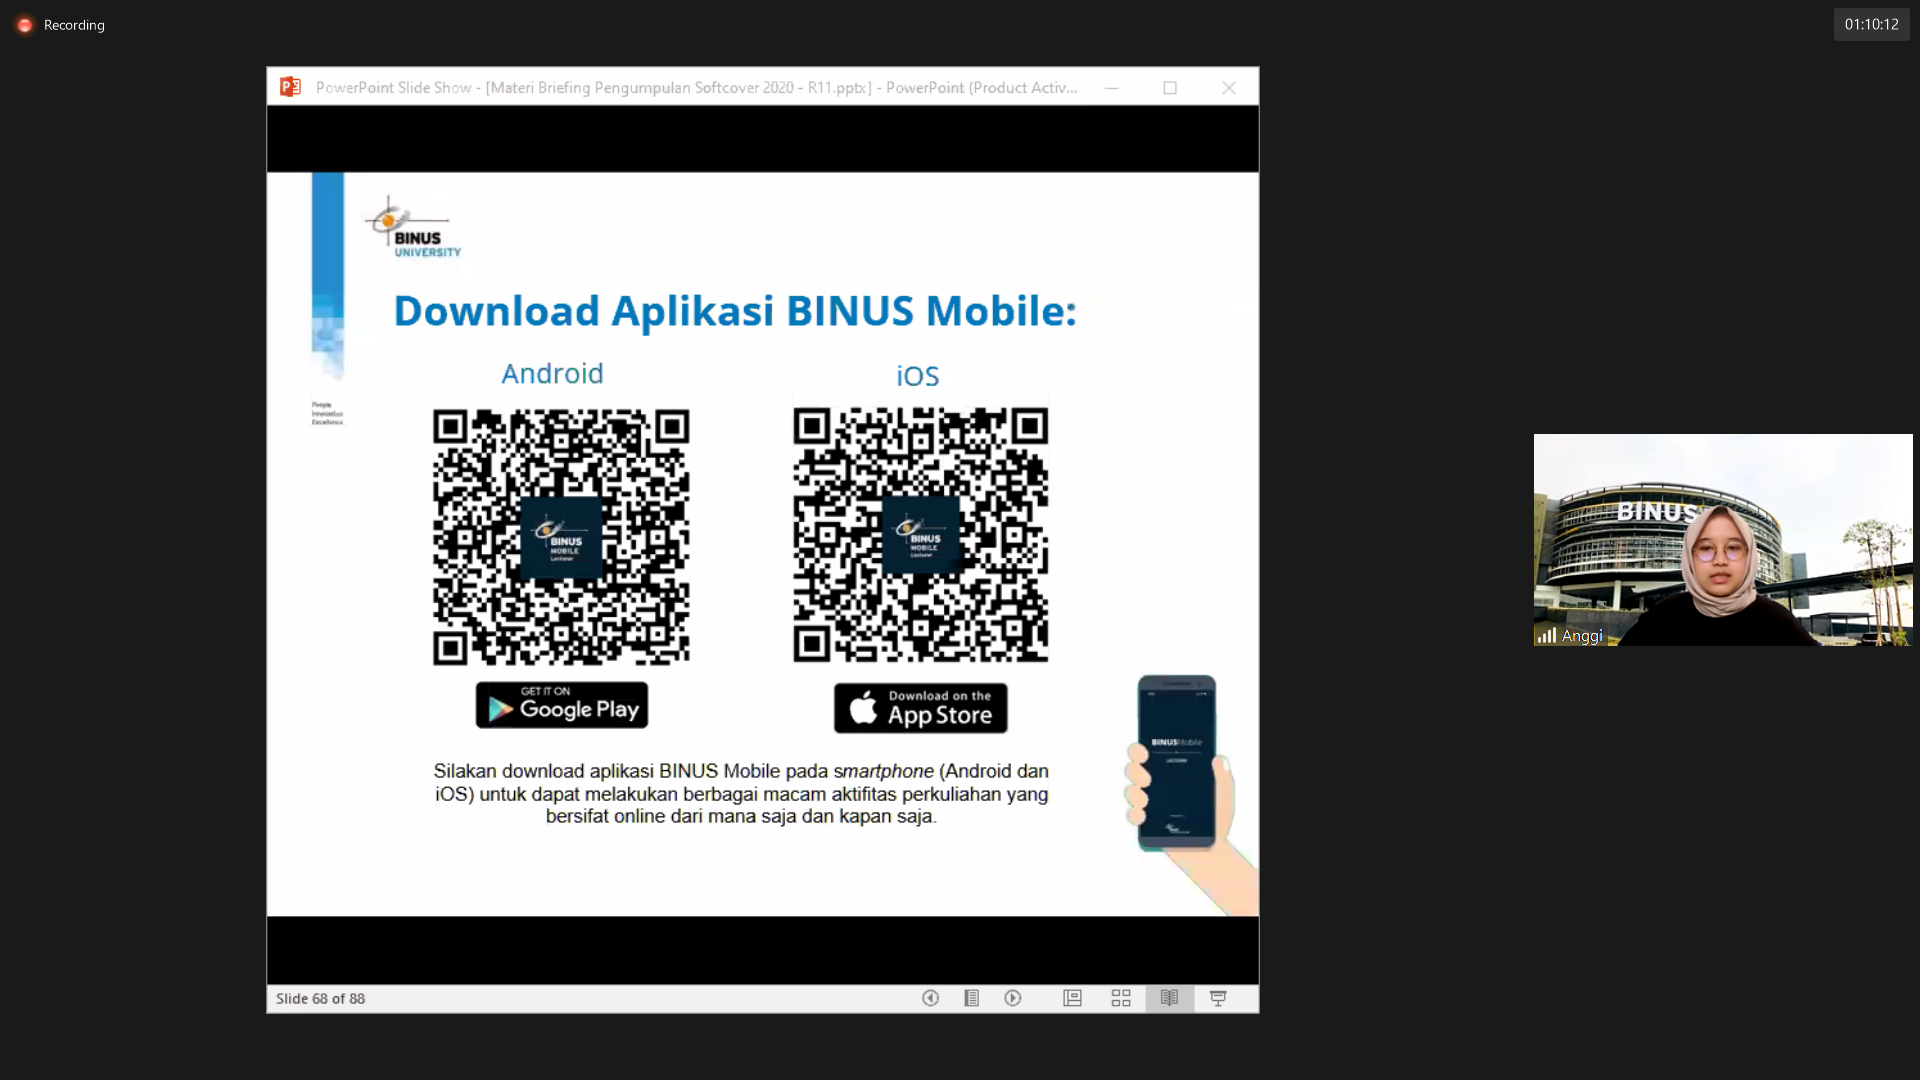 Recording
01:10:12
PowerPoint Slide Show - [Materi Briefing Pengumpulan Softcover 2020 - R11.pptx] - PowerPoint (Product Activ...
BINUS
UNIVERSITY
Download Aplikasi BINUS Mobile:
Android
iOS
People
Innovation
Excellence
BINUS
MOBILE
Lecturer
BINUS
MOBILE
Lecturer
GET IT ON
Google Play
Download on the
App Store
BINUS Mobile
LECTURER
Silakan download aplikasi BINUS Mobile pada smartphone (Android dan
iOS) untuk dapat melakukan berbagai macam aktifitas perkuliahan yang
bersifat online dari mana saja dan kapan saja.
Slide 68 of 88
BINUS
Anggi